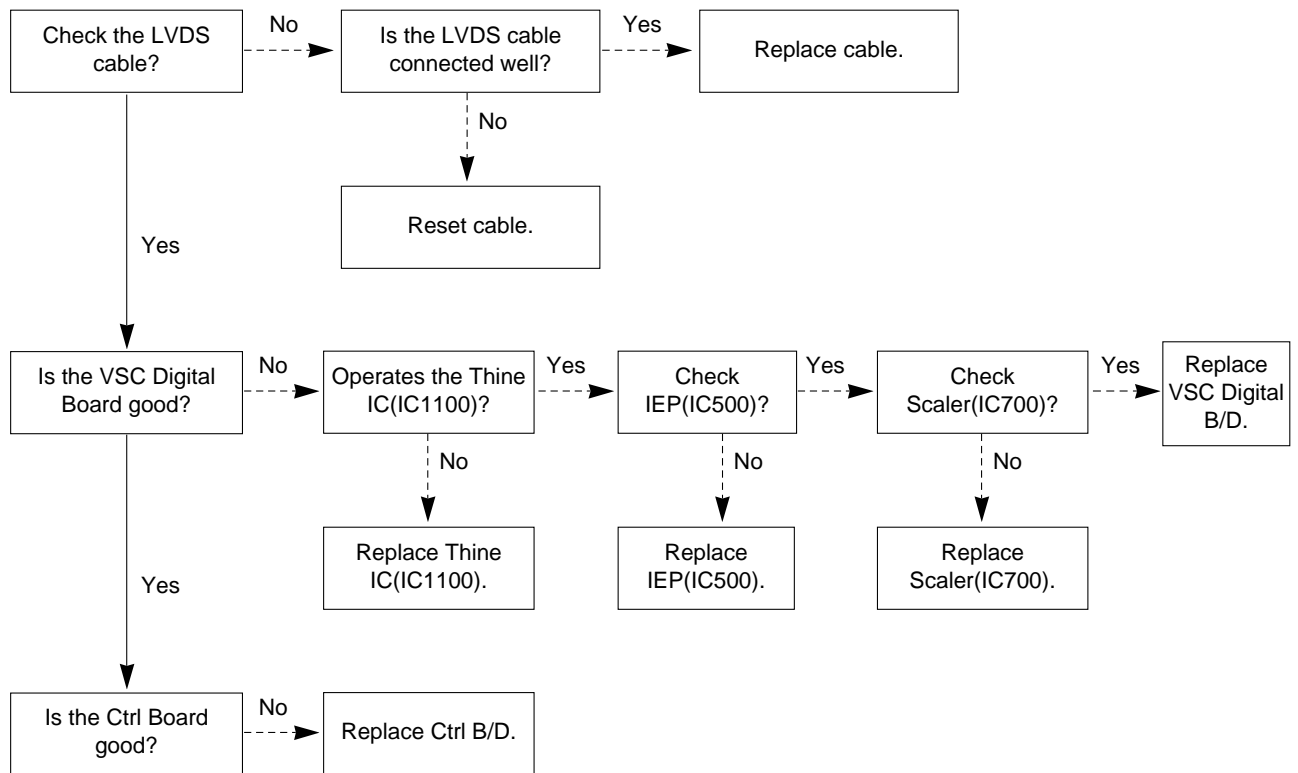 Check the LVDS
cable?
No
Is the LVDS cable
connected well?
Yes
Replace cable.
No
Reset cable.
Yes
Is the VSC Digital
Board good?
No
Operates the Thine
IC(IC1100)?
Yes
Check
IEP(IC500)?
Yes
Check
Scaler(IC700)?
Yes
Replace
VSC Digital
B/D.
No
Replace Thine
IC(IC1100).
No
Replace
IEP(IC500).
No
Replace
Scaler(IC700).
Yes
Is the Ctrl Board
good?
No
Replace Ctrl B/D.